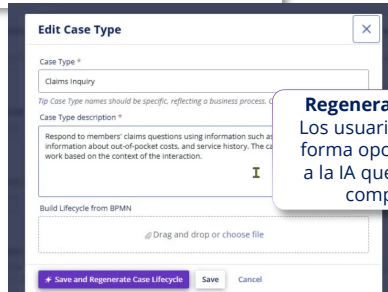 Edit Case Type
Case Type *
Claims Inquiry
Tip Case Type names should be specific, reflecting a business process.
Case Type description *
Respond to members' claims questions using information such as
information about out-of-pocket costs, and service history. The ca
work based on the context of the interaction.
Regenera
Los usuari
forma opo
a la IA que
comp
Build Lifecycle from BPMN
Drag and drop or choose file
Save and Regenerate Case Lifecycle
Save
Cancel